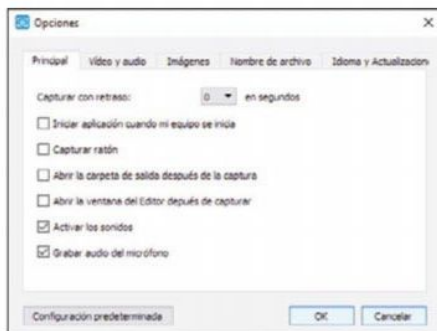 Opciones
Principal Vídeo y audio Imágenes Nombre de archivo Idioma y Actualizacion
Capturar con retraso: 0 en segundos
Iniciar aplicación cuando mi equipo se inicia
Capturar ratón
Abrir la carpeta de salida después de la captura
Abrir la ventana del Editor depués de capturar
Activar los sonidos
Grabar audio del micrófono
Configuración predeterminada OK Cancelar